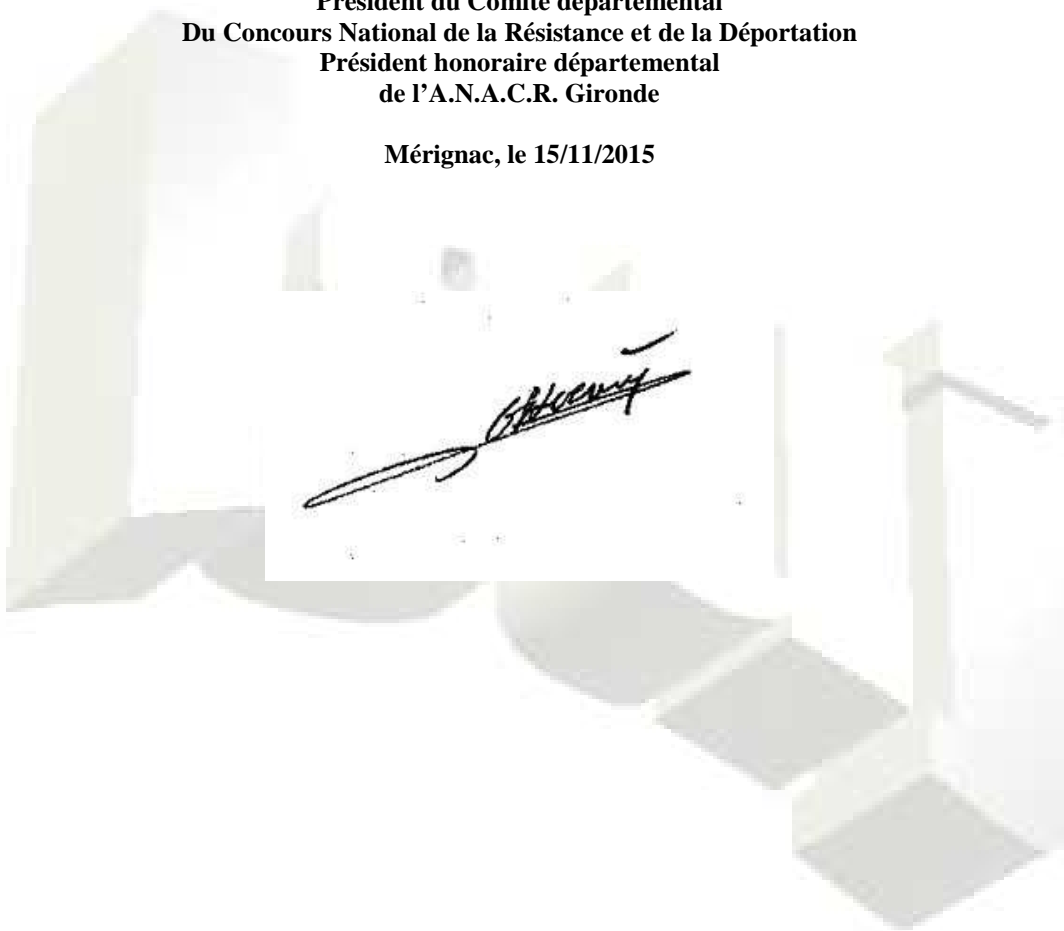 Président du Comité départemental
Du Concours National de la Résistance et de la Déportation
Président honoraire départemental
de l'A.N.A.C.R. Gironde
Mérignac, le 15/11/2015